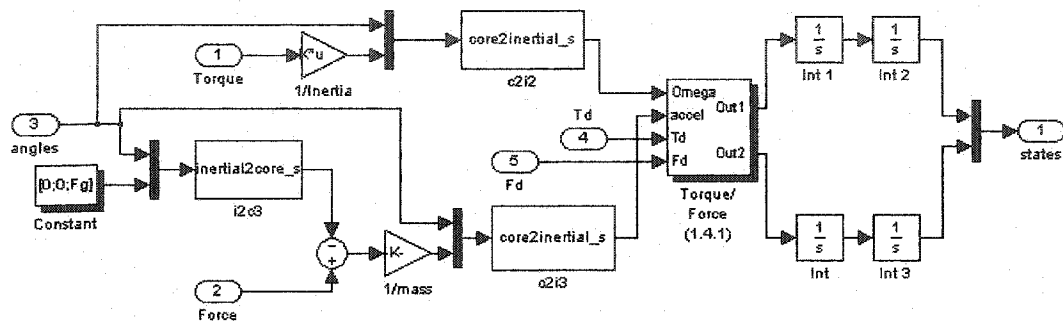 1
Torque
K*u
1/Inertia
core2inertial_s
c2i2
3
angles
[0;0;Fg]
Constant
inertial2core_s
i2c3
−
+
2
Force
K-
1/mass
core2inertial_s
c2i3
Td
4
5
Fd
Omega
accel
Td
Fd
Out1
Out2
Torque/
Force
(1.4.1)
1
s
Int 1
1
s
Int 2
1
s
Int
1
s
Int 3
1
states